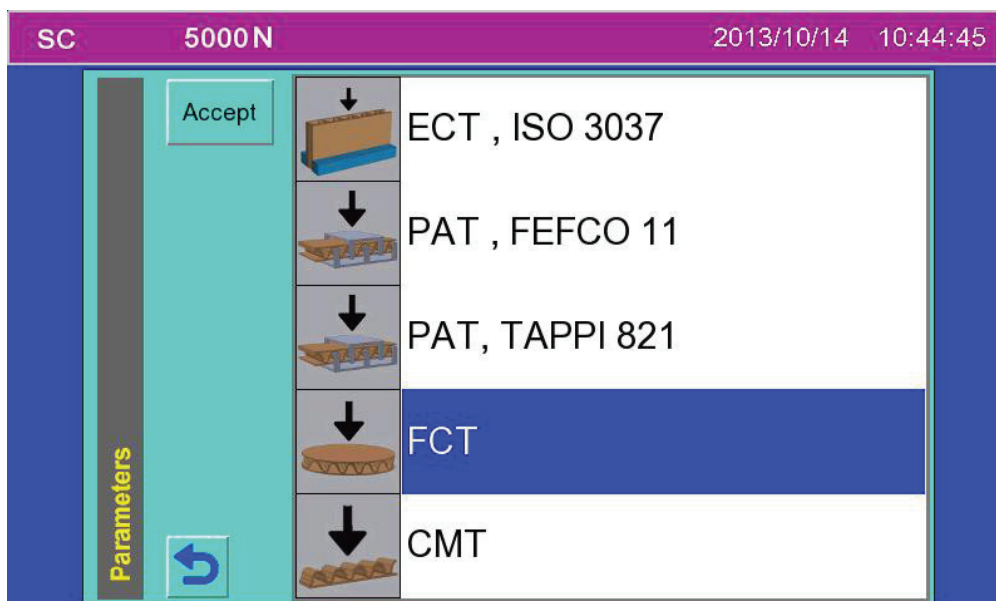 SC 5000 N 2013/10/14 10:44:45
Accept
ECT , ISO 3037
PAT , FEFCO 11
PAT, TAPPI 821
FCT
CMT
Parameters